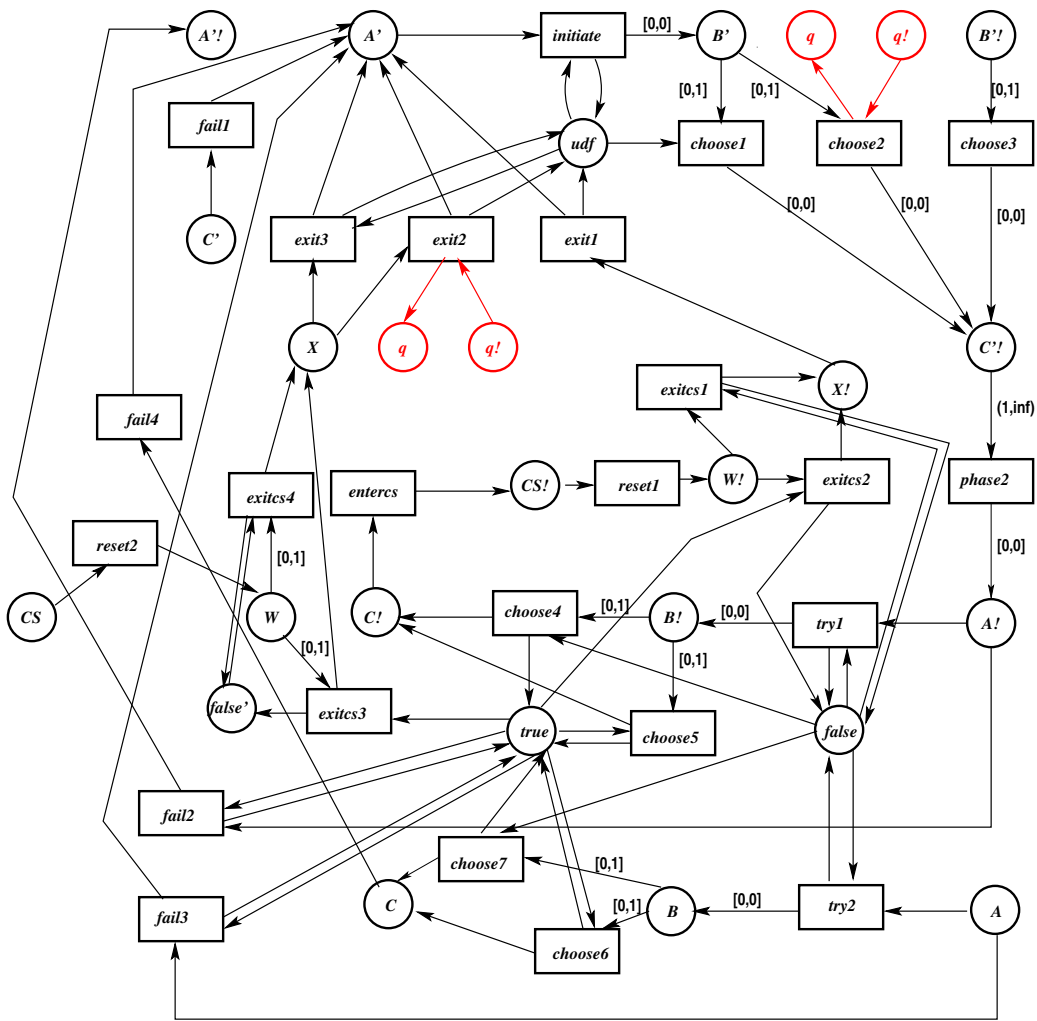 A'!
A'
initiate
[0,0]
B'
q
q!
B'!
[0,1]
[0,1]
[0,1]
fail1
udf
choose1
choose2
choose3
[0,0]
[0,0]
[0,0]
C'
exit3
exit2
exit1
X
q
q!
C'!
exitcs1
X!
fail4
(1,inf)
exitcs4
entercs
CS!
reset1
W!
exitcs2
phase2
reset2
[0,1]
[0,0]
CS
W
C!
choose4
[0,1]
B!
[0,0]
try1
A!
[0,1]
[0,1]
false'
exitcs3
true
choose5
false
fail2
choose7
[0,1]
C
[0,1]
B
[0,0]
try2
A
fail3
choose6